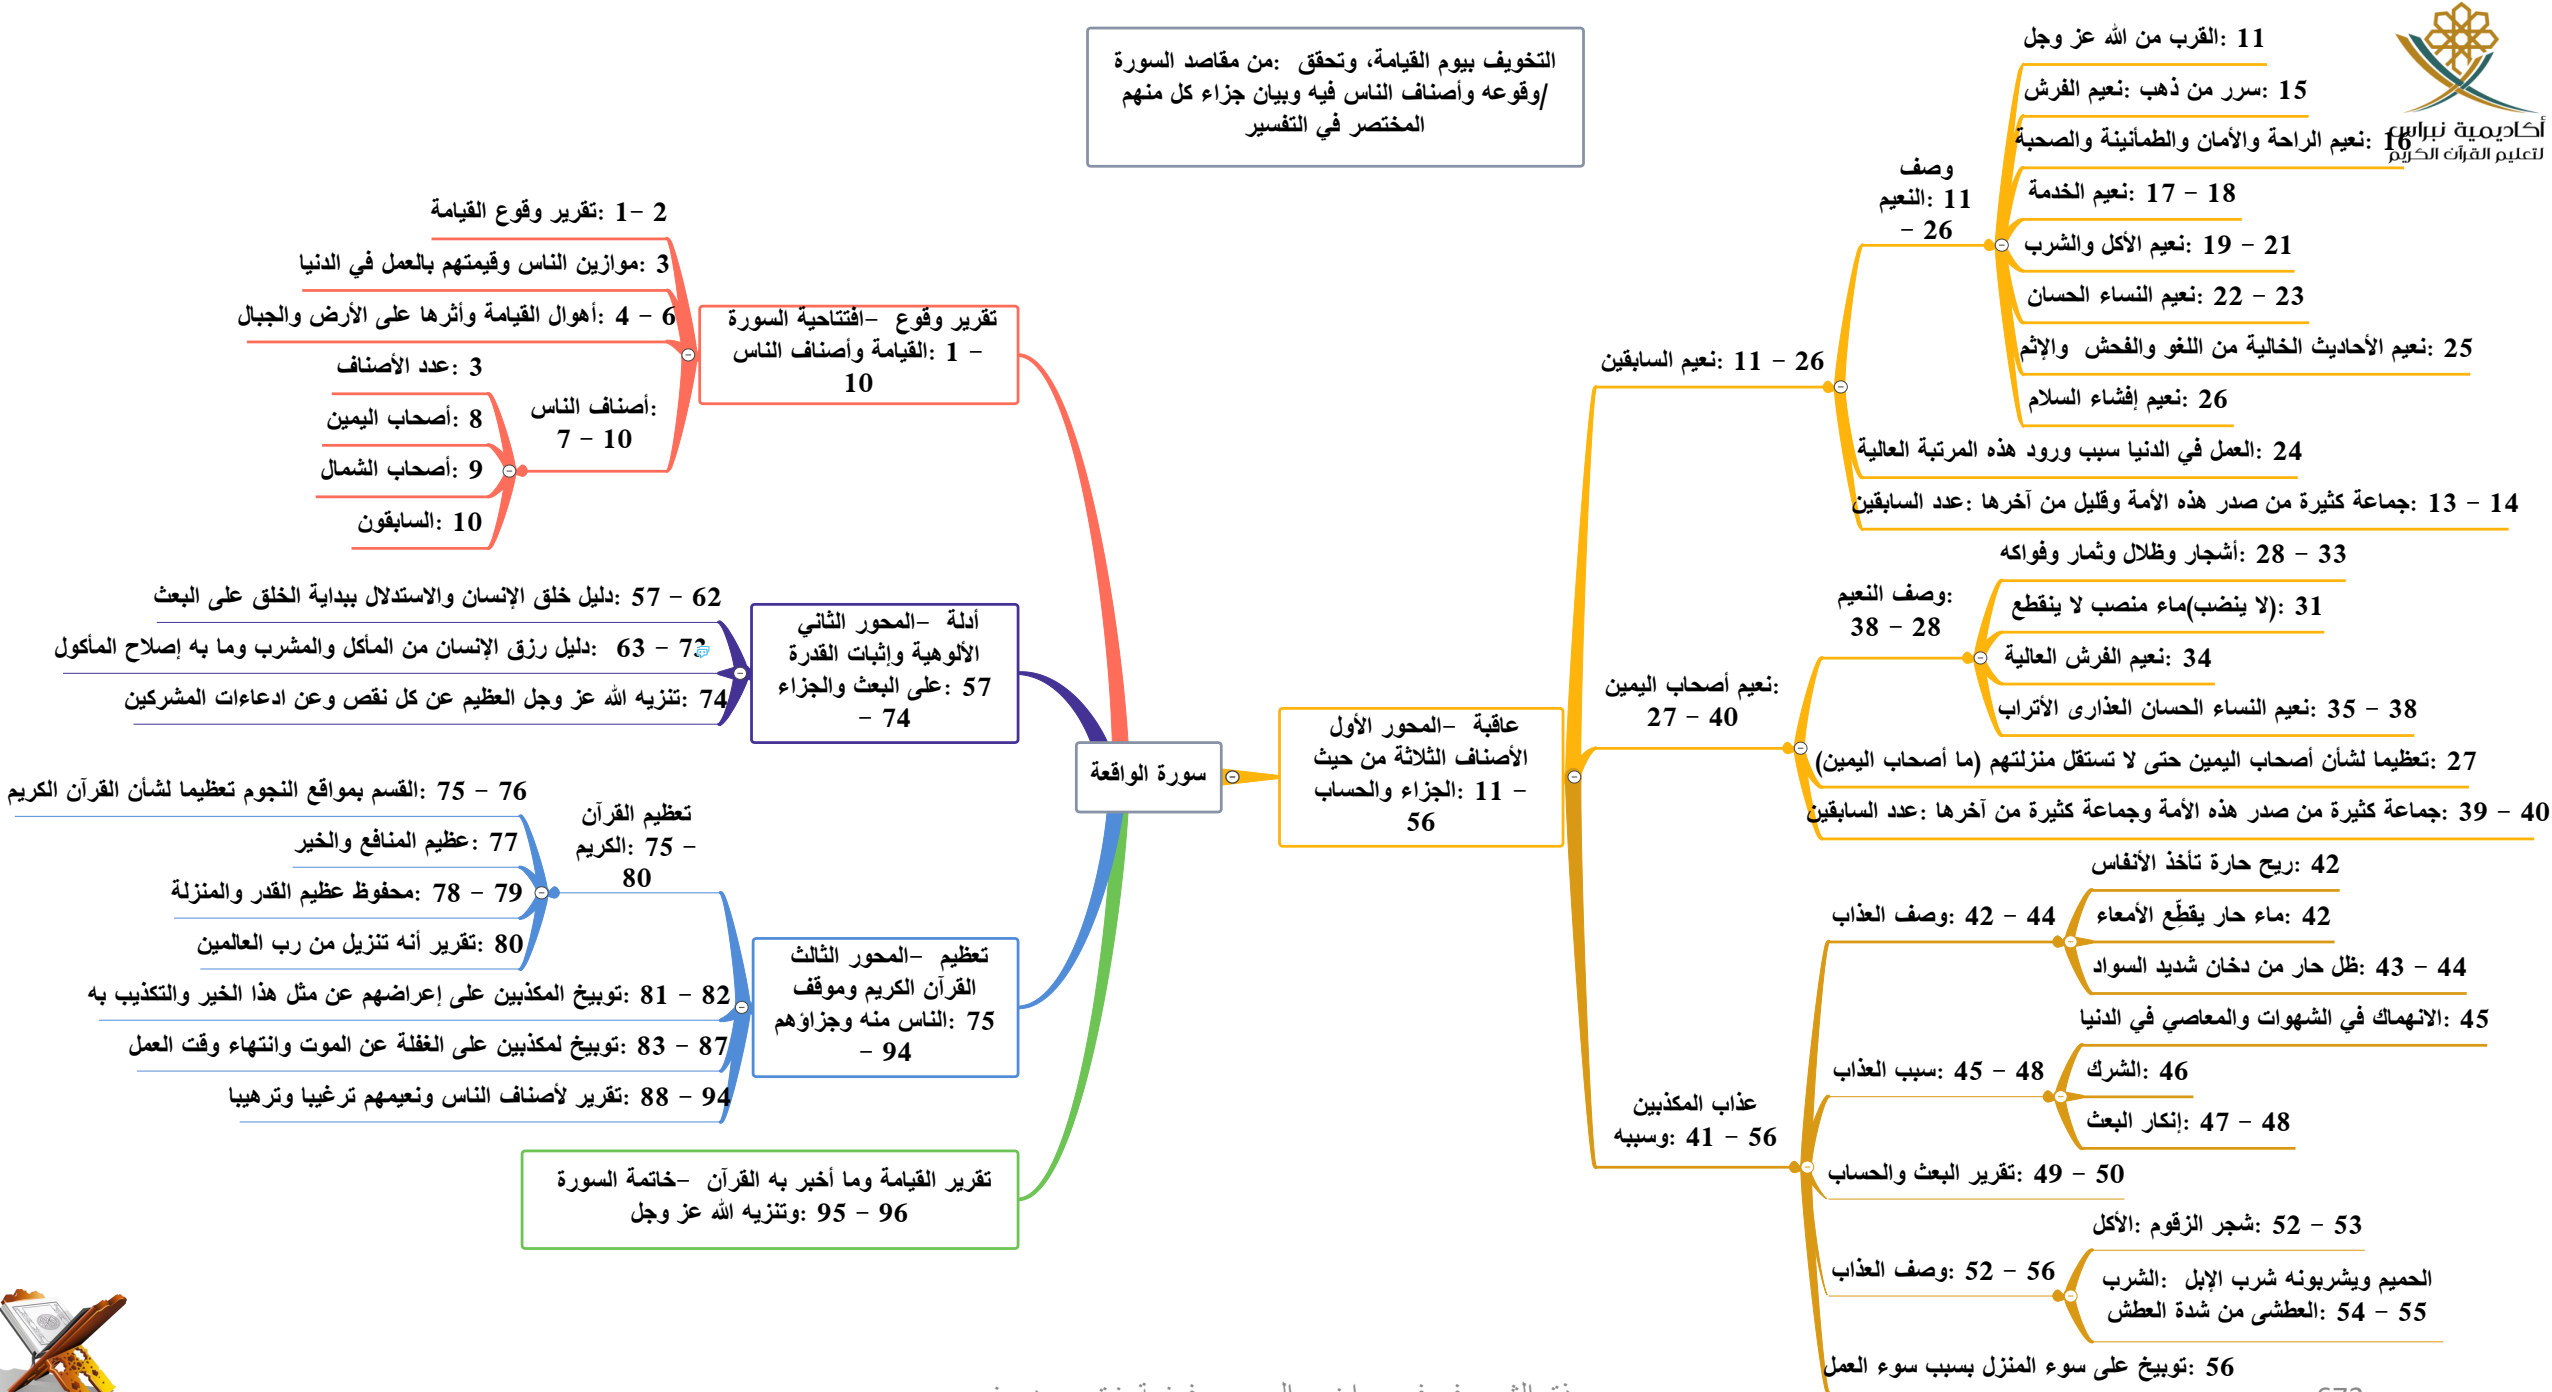 أكاديمية نبراس
لتعليم القرآن الكريم
التخويف بيوم القيامة، وتحقق :من مقاصد السورة
/وقوعه وأصناف الناس فيه وبيان جزاء كل منهم
المختصر في التفسير
سورة الواقعة
تقرير وقوع –افتتاحية السورة
– 1 :القيامة وأصناف الناس
10
2 –1 :تقرير وقوع القيامة
3 :موازين الناس وقيمتهم بالعمل في الدنيا
6 – 4 :أهوال القيامة وأثرها على الأرض والجبال
:أصناف الناس
7 – 10
3 :عدد الأصناف
8 :أصحاب اليمين
9 :أصحاب الشمال
10 :السابقون
عاقبة –المحور الأول
الأصناف الثلاثة من حيث
– 11 :الجزاء والحساب
56
26 – 11 :نعيم السابقين
وصف
11 :النعيم
– 26
11 :القرب من الله عز وجل
15 :سرر من ذهب :نعيم الفرش
16 :نعيم الراحة والأمان والطمأنينة والصحبة
18 – 17 :نعيم الخدمة
21 – 19 :نعيم الأكل والشرب
23 – 22 :نعيم النساء الحسان
25 :نعيم الأحاديث الخالية من اللغو والفحش والإثم
26 :نعيم إفشاء السلام
24 :العمل في الدنيا سبب ورود هذه المرتبة العالية
14 – 13 :جماعة كثيرة من صدر هذه الأمة وقليل من آخرها :عدد السابقين
:نعيم أصحاب اليمين
27 – 40
:وصف النعيم
38 – 28
33 – 28 :أشجار وظلال وثمار وفواكه
31 :(لا ينضب)ماء منصب لا ينقطع
34 :نعيم الفرش العالية
38 – 35 :نعيم النساء الحسان العذارى الأتراب
27 :تعظيما لشأن أصحاب اليمين حتى لا تستقل منزلتهم (ما أصحاب اليمين)
40 – 39 :جماعة كثيرة من صدر هذه الأمة وجماعة كثيرة من آخرها :عدد السابقين
عذاب المكذبين
56 – 41 :وسببه
44 – 42 :وصف العذاب
42 :ريح حارة تأخذ الأنفاس
42 :ماء حار يقطِّع الأمعاء
44 – 43 :ظل حار من دخان شديد السواد
48 – 45 :سبب العذاب
45 :الانهماك في الشهوات والمعاصي في الدنيا
46 :الشرك
48 – 47 :إنكار البعث
50 – 49 :تقرير البعث والحساب
56 – 52 :وصف العذاب
53 – 52 :شجر الزقوم :الأكل
الحميم ويشربونه شرب الإبل :الشرب
55 – 54 :العطشى من شدة العطش
56 :توبيخ على سوء المنزل بسبب سوء العمل
أدلة –المحور الثاني
الألوهية وإثبات القدرة
57 :على البعث والجزاء
– 74
62 – 57 :دليل خلق الإنسان والاستدلال ببداية الخلق على البعث
73 – 63 :دليل رزق الإنسان من المأكل والمشرب وما به إصلاح المأكول
74 :تنزيه الله عز وجل العظيم عن كل نقص وعن ادعاءات المشركين
تعظيم –المحور الثالث
القرآن الكريم وموقف
75 :الناس منه وجزاؤهم
– 94
تعظيم القرآن
– 75 :الكريم
80
76 – 75 :القسم بمواقع النجوم تعظيما لشأن القرآن الكريم
77 :عظيم المنافع والخير
79 – 78 :محفوظ عظيم القدر والمنزلة
80 :تقرير أنه تنزيل من رب العالمين
82 – 81 :توبيخ المكذبين على إعراضهم عن مثل هذا الخير والتكذيب به
87 – 83 :توبيخ لمكذبين على الغفلة عن الموت وانتهاء وقت العمل
94 – 88 :تقرير لأصناف الناس ونعيمهم ترغيبا وترهيبا
تقرير القيامة وما أخبر به القرآن –خاتمة السورة
96 – 95 :وتنزيه الله عز وجل